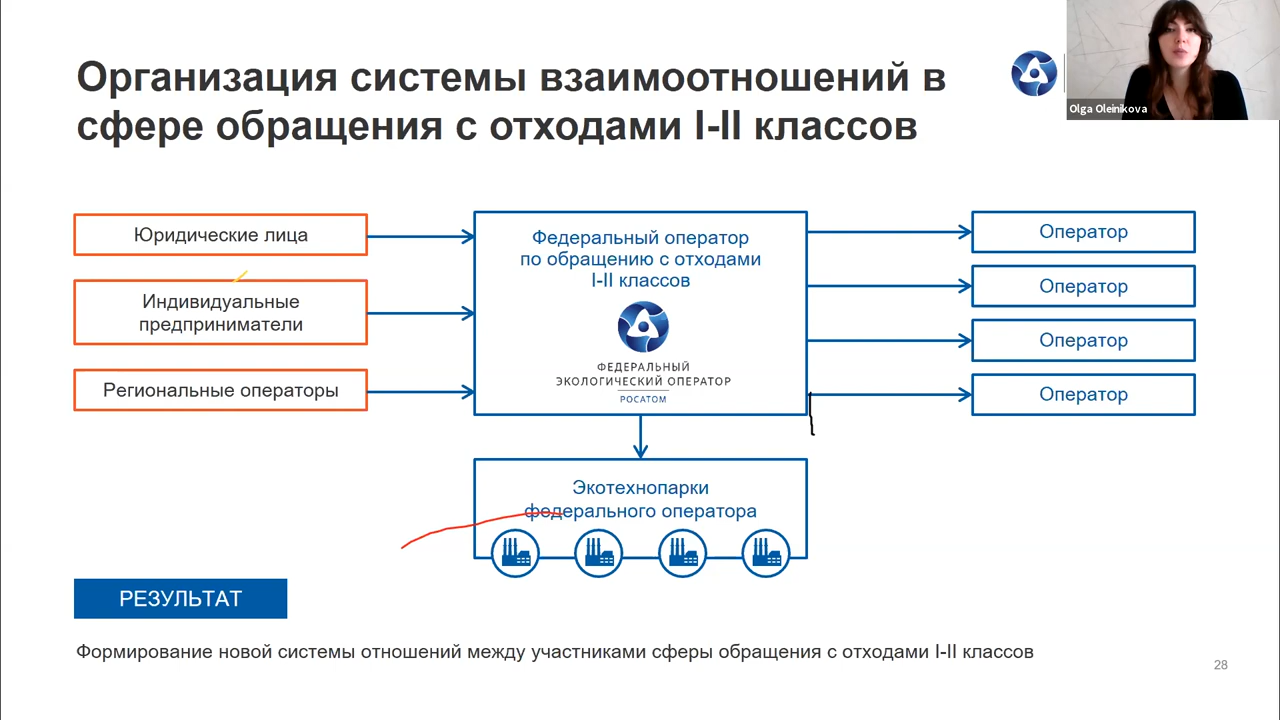 Организация системы взаимоотношений в
сфере обращения с отходами I-II классов
Olga Oleinikova
Юридические лица
Индивидуальные
предприниматели
Региональные операторы
Федеральный оператор
по обращению с отходами
I-II классов
ФЕДЕРАЛЬНЫЙ
ЭКОЛОГИЧЕСКИЙ ОПЕРАТОР
РОСАТОМ
Оператор
Оператор
Оператор
Оператор
Экотехнопарки
федерального оператора
РЕЗУЛЬТАТ
Формирование новой системы отношений между участниками сферы обращения с отходами I-II классов
28